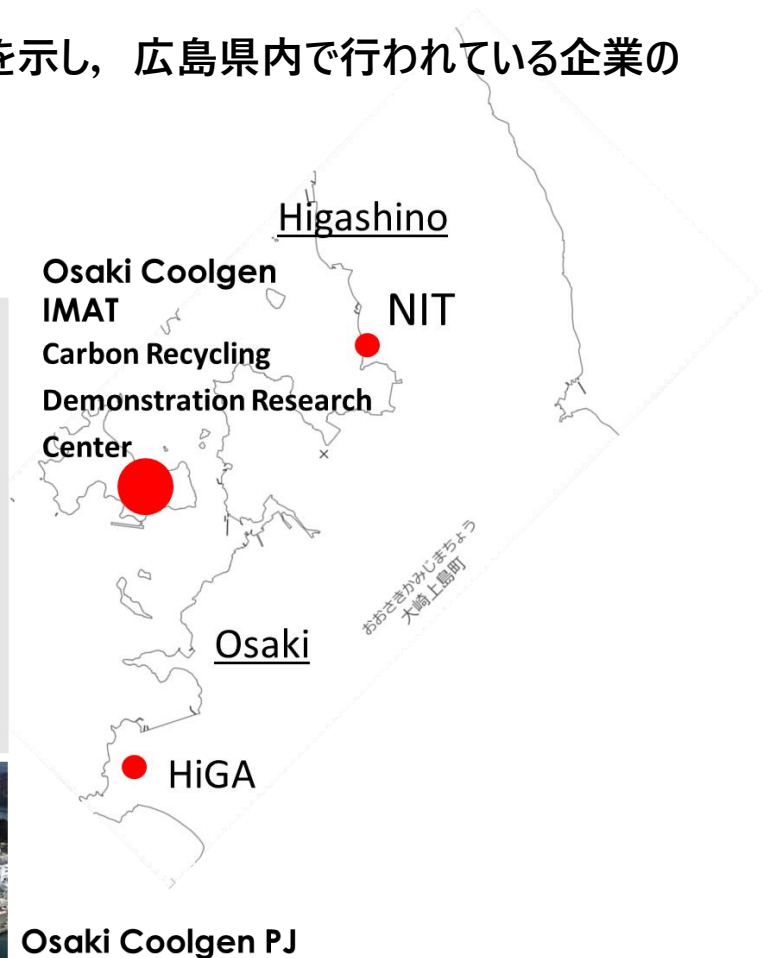 を示し，広島県内で行われている企業の
Higashino
Osaki Coolgen
IMAT
NIT
Carbon Recycling
Demonstration Research
Center
おおさきかみじまちょう
大崎上島町
Osaki
HiGA
Osaki Coolgen PJ